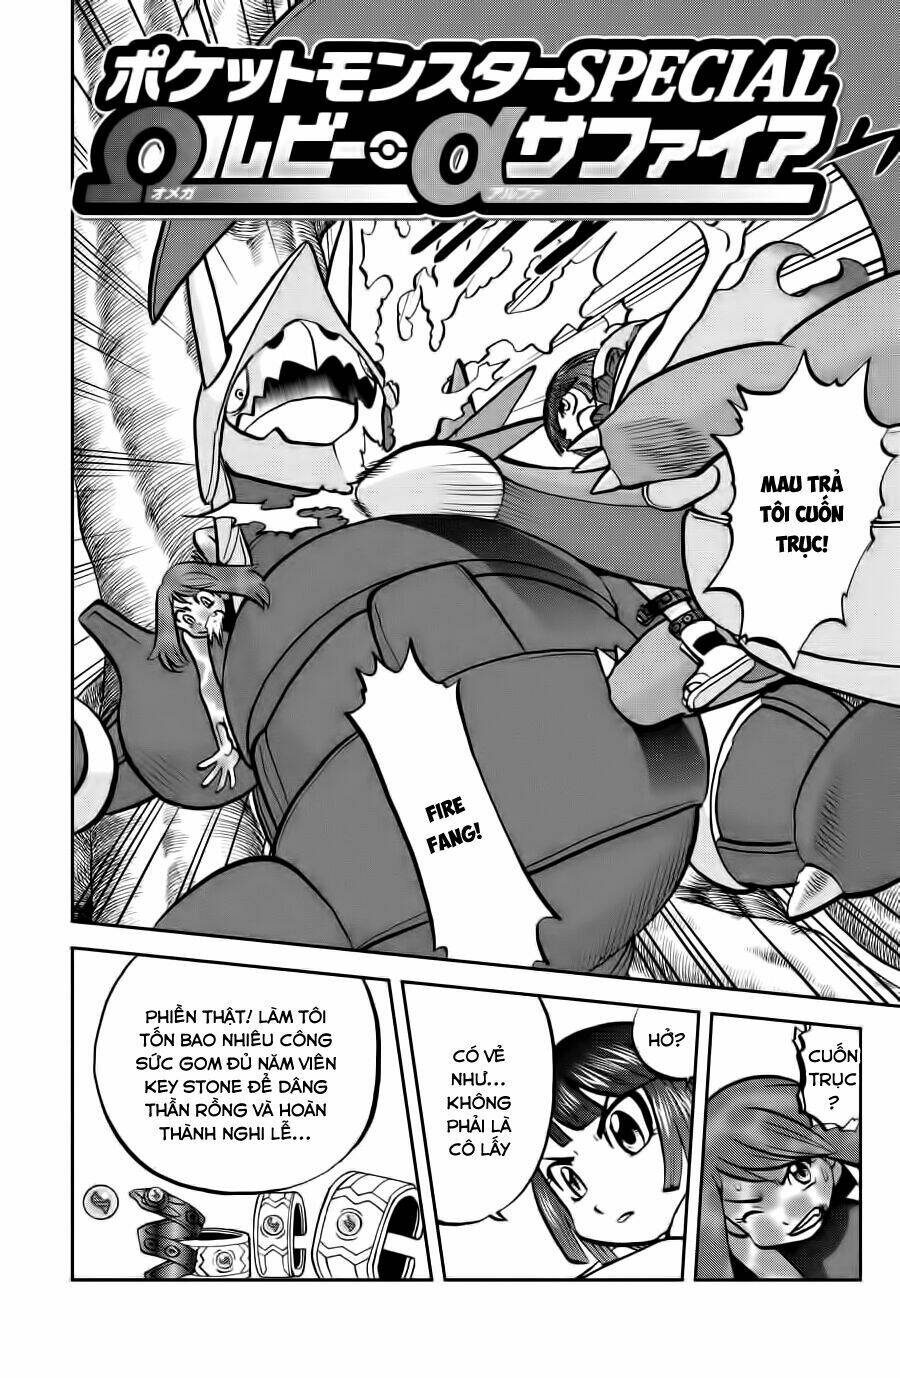 ポケットモンスターSPECIAL
Ωルビー・αサファイア
オメガ アルファ
MAU TRẢ
TÔI CUỐN
TRỤC!
FIRE
FANG!
CUỐN
TRỤC
?
HỞ?
CÓ VẺ
NHƯ...
KHÔNG
PHẢI LÀ
CÔ LẤY
PHIỀN THẬT! LÀM TÔI
TỐN BAO NHIÊU CÔNG
SỨC GOM ĐỦ NĂM VIÊN
KEY STONE ĐỂ DÂNG
THẦN RỒNG VÀ HOÀN
THÀNH NGHI LỄ...